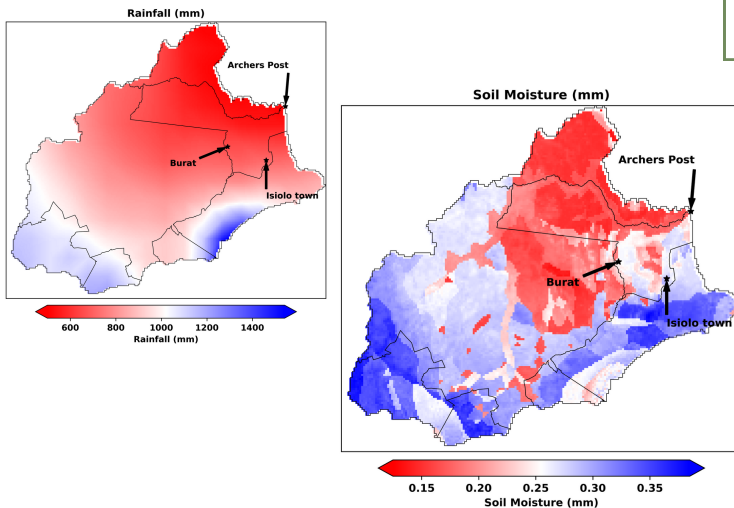 Rainfall (mm)
Archers Post
Burat
Isiolo town
600 800 1000 1200 1400
Rainfall (mm)
Soil Moisture (mm)
Archers Post
Burat
Isiolo town
0.15 0.20 0.25 0.30 0.35
Soil Moisture (mm)